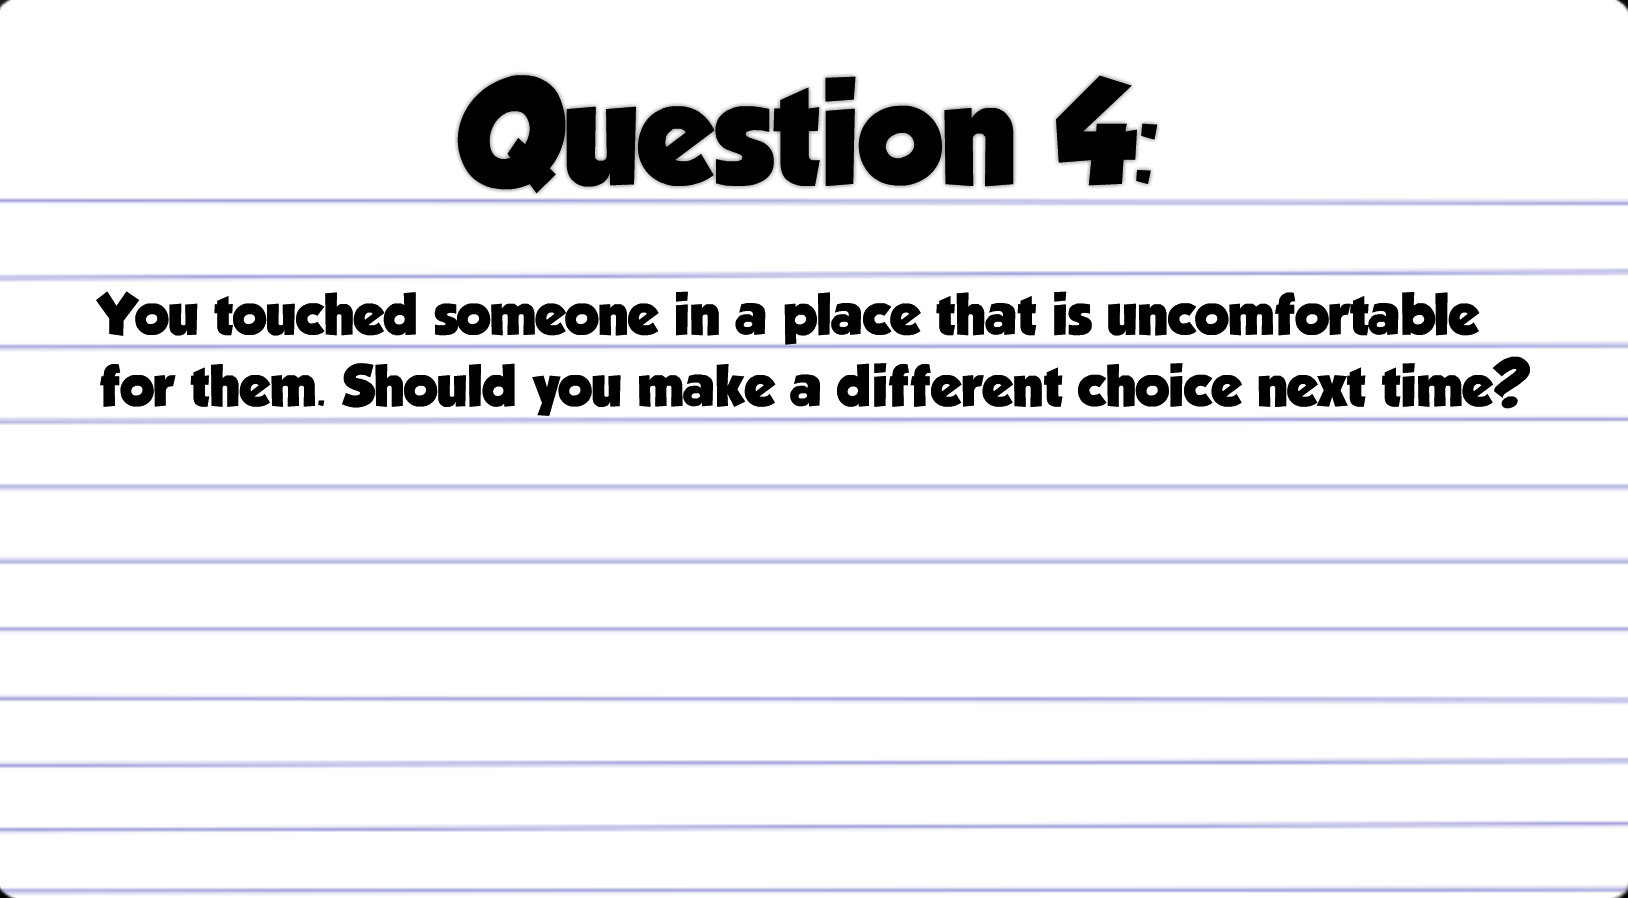 Question 4:
You touched someone in a place that is uncomfortable
for them. Should you make a different choice next time?